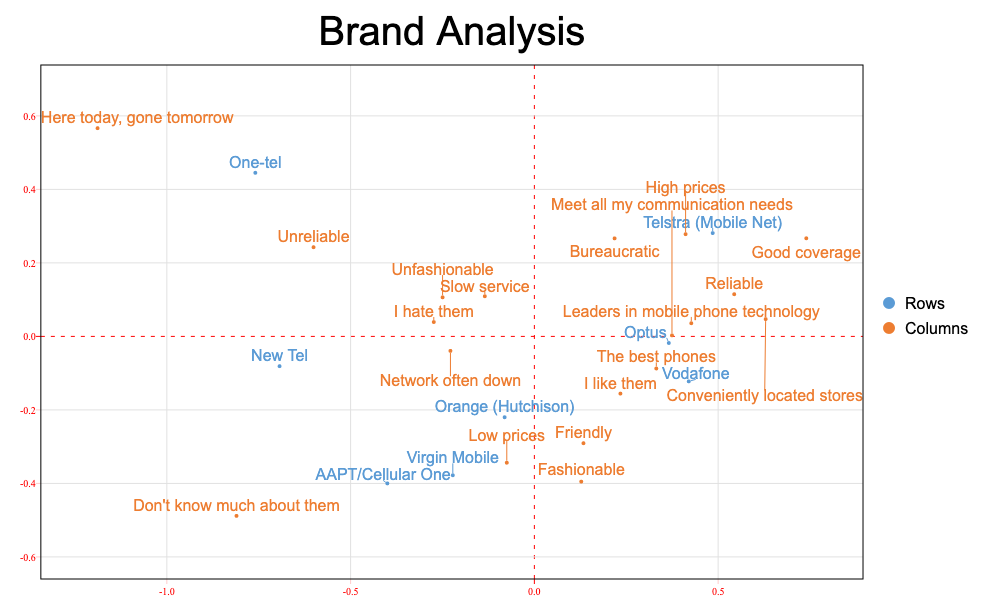 Brand Analysis
0.6
Here today, gone tomorrow
One-tel
0.4
High prices
Meet all my communication needs
Telstra (Mobile Net)
Unreliable
Bureaucratic
Good coverage
0.2
Unfashionable
Slow service
Reliable
I hate them
Leaders in mobile phone technology
Rows
Columns
0.0
Optus
New Tel
The best phones
Vodafone
Network often down
I like them
Conveniently located stores
-0.2
Orange (Hutchison)
Low prices
Friendly
Virgin Mobile
AAPT/Cellular One
Fashionable
-0.4
Don't know much about them
-0.6
-1.0
-0.5
0.0
0.5